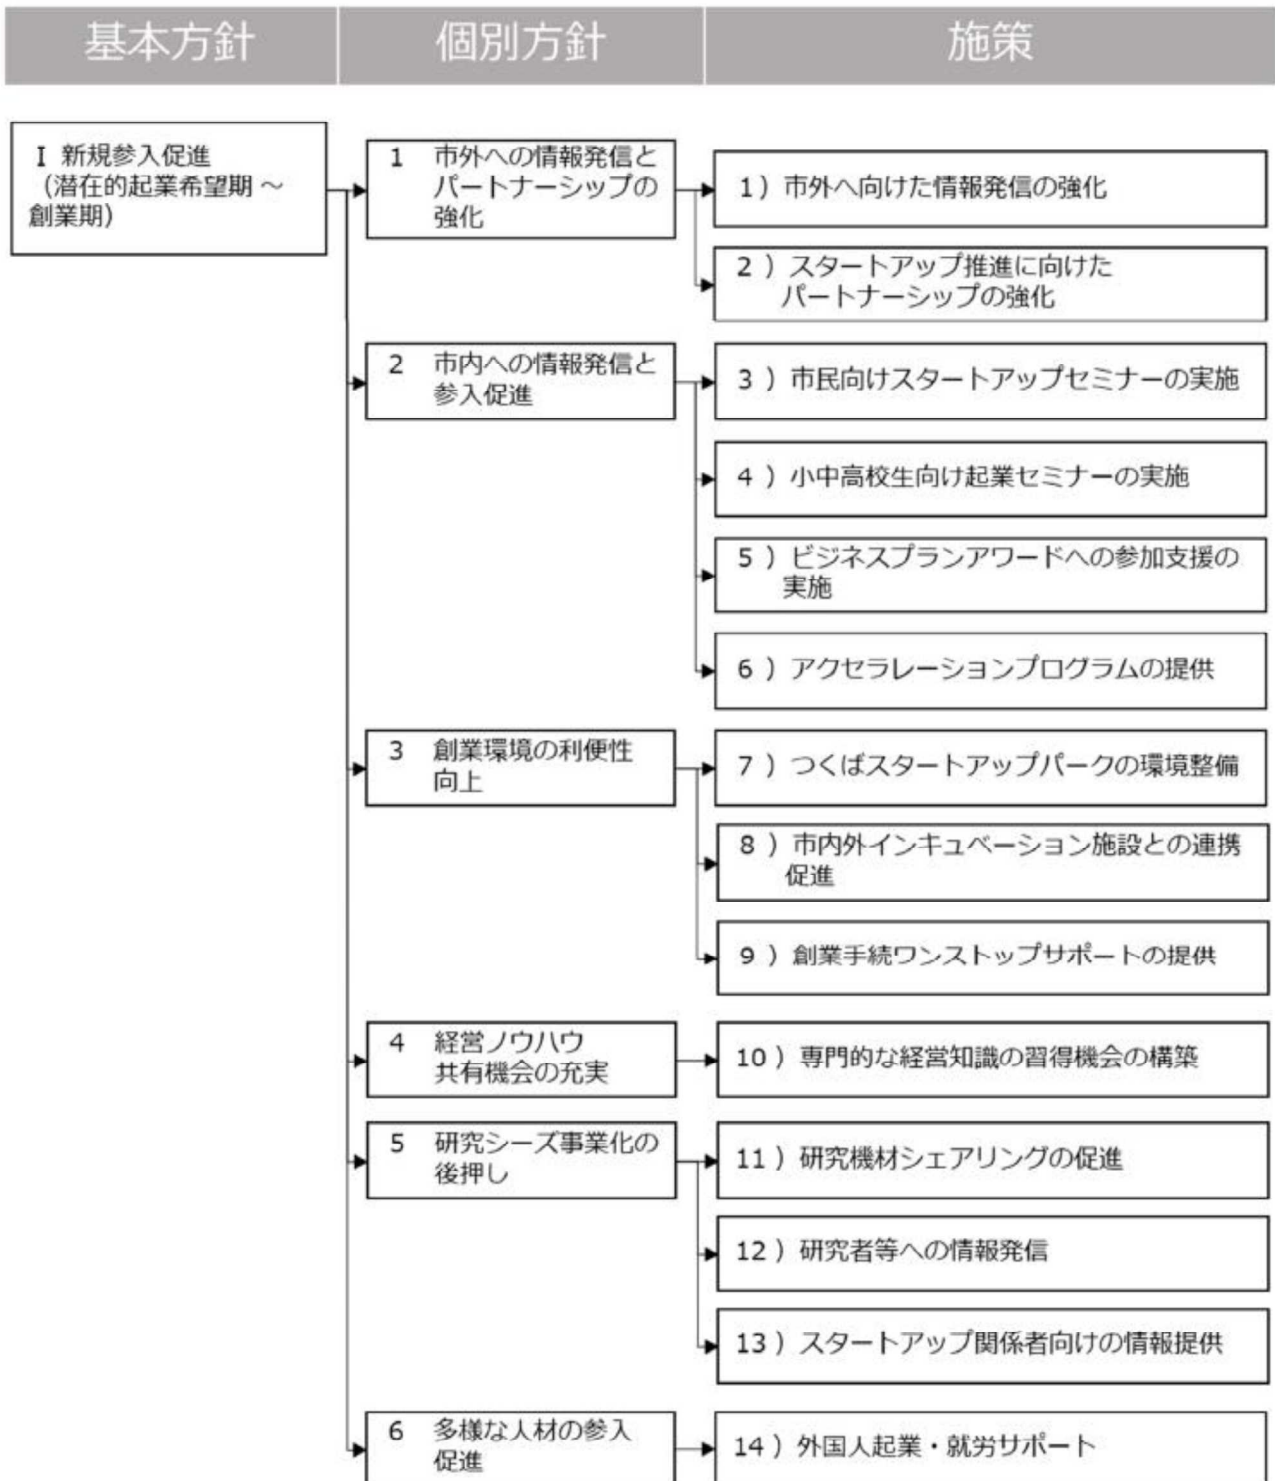 基本方針
個別方針
施策
I 新規参入促進
(潜在的起業希望期 ～
創業期)
1 市外への情報発信と
パートナーシップの
強化
1）市外へ向けた情報発信の強化
2 ）スタートアップ推進に向けた
パートナーシップの強化
2 市内への情報発信と
参入促進
3 ）市民向けスタートアップセミナーの実施
4 ）小中高校生向け起業セミナーの実施
5 ）ビジネスプランアワードへの参加支援の
実施
6 ）アクセラレーションプログラムの提供
3 創業環境の利便性
向上
7 ）つくばスタートアップパークの環境整備
8 ）市内外インキュベーション施設との連携
促進
9 ）創業手続ワンストップサポートの提供
4 経営ノウハウ
共有機会の充実
10 ）専門的な経営知識の習得機会の構築
5 研究シーズ事業化の
後押し
11 ）研究機材シェアリングの促進
12 ）研究者等への情報発信
13 ）スタートアップ関係者向けの情報提供
6 多様な人材の参入
促進
14 ）外国人起業・就労サポート